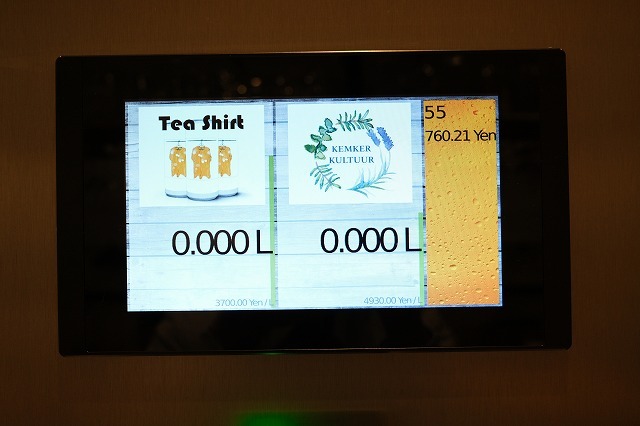 Tea Shirt
KEMKER
KULTUUR
55
760.21 Yen
0.000 L
0.000 L
3700.00 Yen / L
4930.00 Yen / L